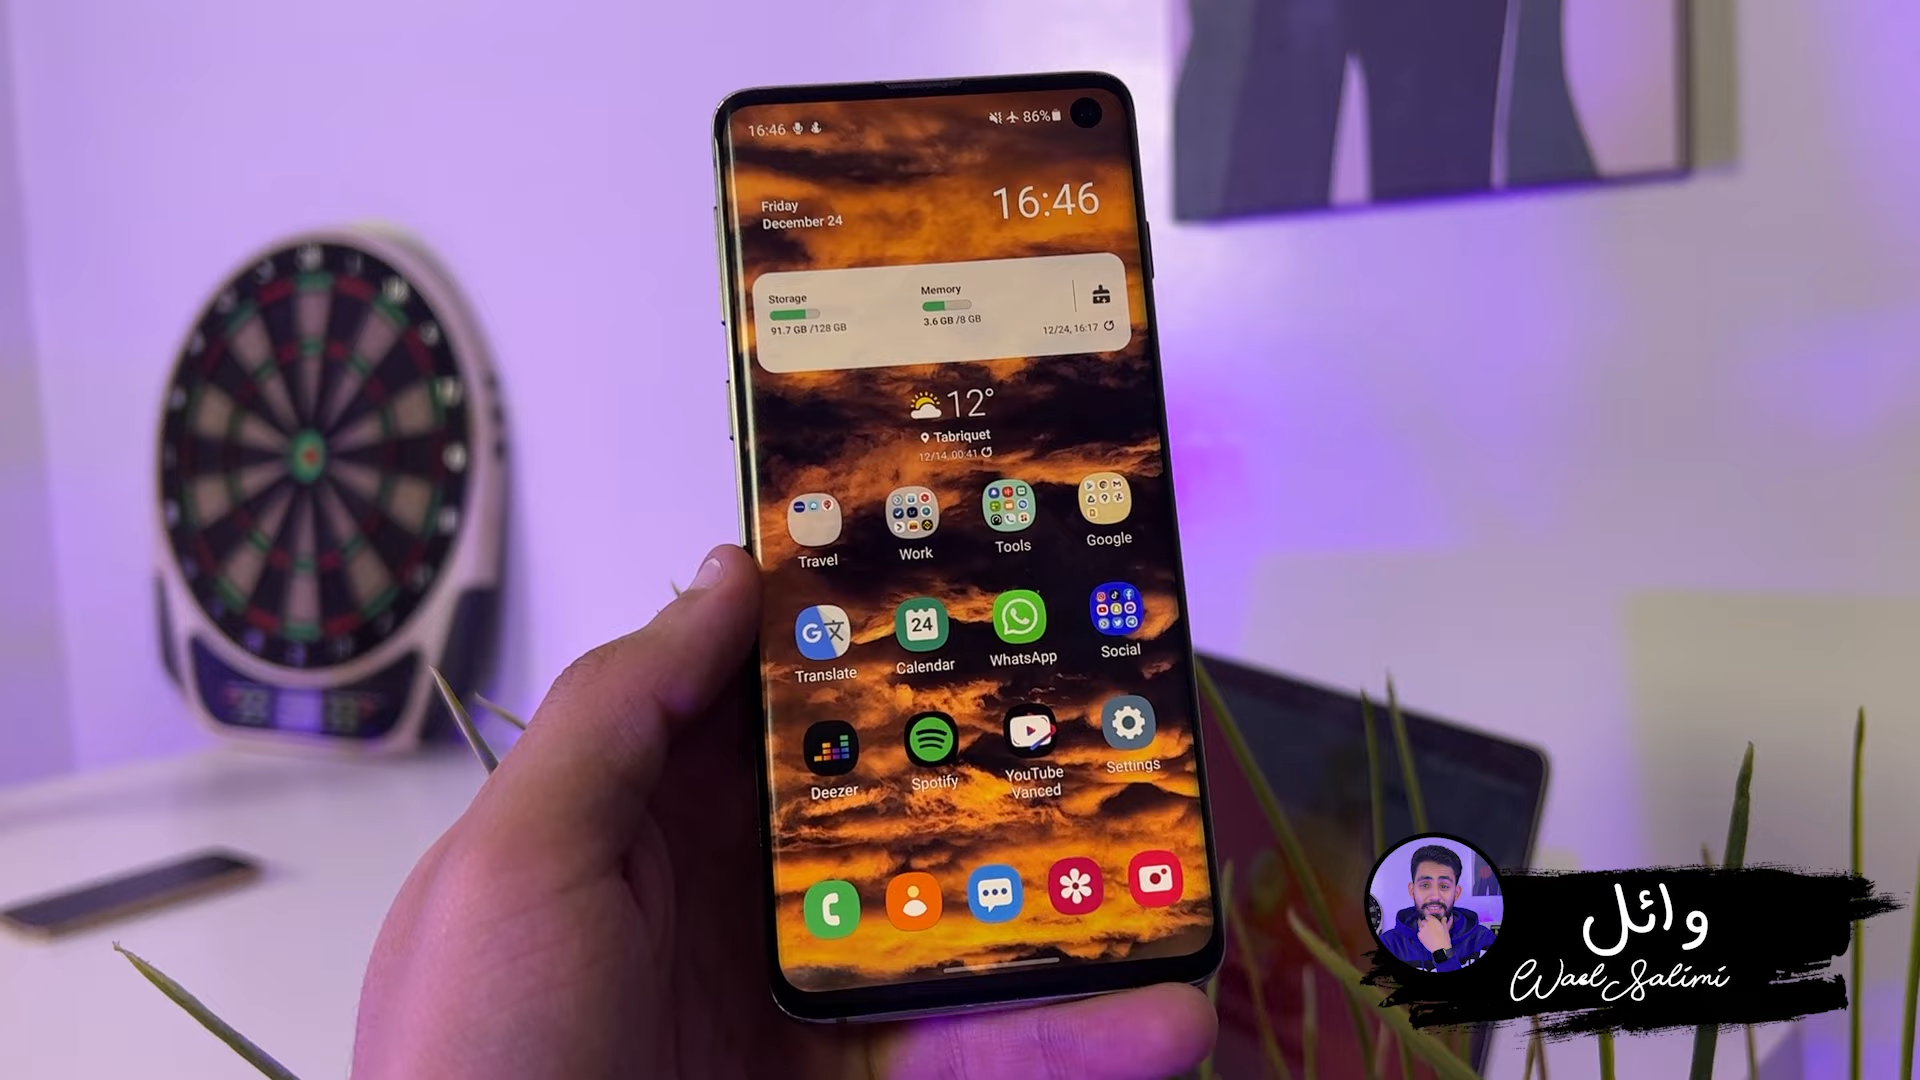 16:46
86%
Friday
December 24
16:46
Storage
91.7 GB /128 GB
Memory
3.6 GB /8 GB
12/24, 16:17
12°
Tabriquet
12/14, 00:41
Travel
Work
Tools
Google
Translate
24
Calendar
WhatsApp
Social
Deezer
Spotify
YouTube
Vanced
Settings
وائل
Wael Salimi